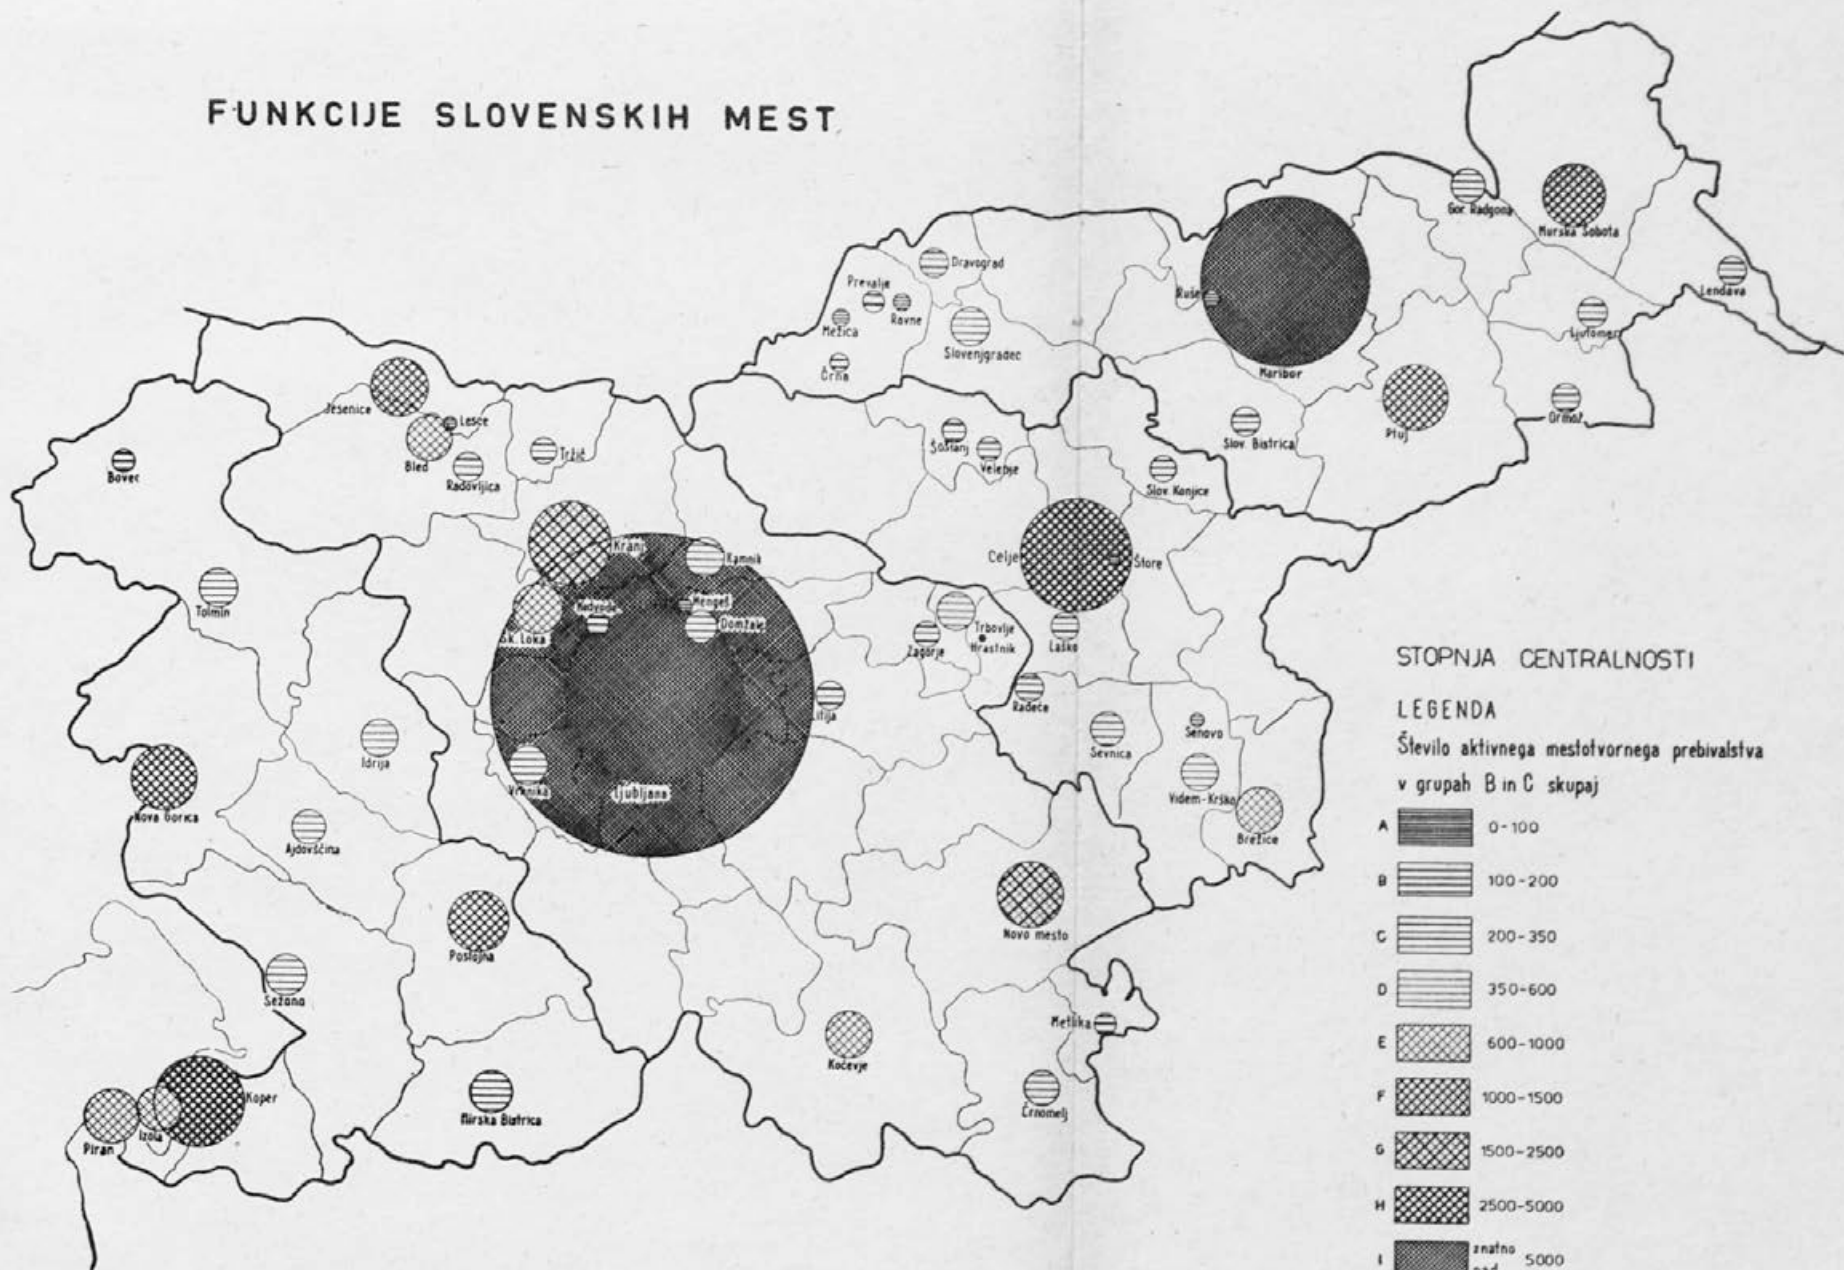 FUNKCIJE SLOVENSKIH MEST
Gor. Radgona
Murska Sobota
Lendava
Ljutomer
Ormož
Dravograd
Prevalje
Ravne
Mežica
Črna
Slovenjgradec
Ruše
Maribor
Ptuj
Slov. Bistrica
Jesenice
Lesce
Bled
Radovljica
Tržič
Bovec
Šoštanj
Velenje
Slov. Konjice
Kranj
Kamnik
Celje
Štore
Tolmin
Šk. Loka
Medvode
Mengeš
Domžale
Trbovlje
Hrastnik
Zagorje
Laško
Litija
Radeče
Sevnica
Senovo
Idrija
Vrhnika
Ljubljana
Videm-Krško
Brežice
Nova Gorica
Ajdovščina
Postojna
Novo mesto
Sežana
Metlika
Kočevje
Črnomelj
Koper
Izola
Piran
Ilirska Bistrica
STOPNJA CENTRALNOSTI
LEGENDA
Število aktivnega mestotvornega prebivalstva
v grupah B in C skupaj
A 0-100
B 100-200
C 200-350
D 350-600
E 600-1000
F 1000-1500
G 1500-2500
H 2500-5000
I znatno nad 5000